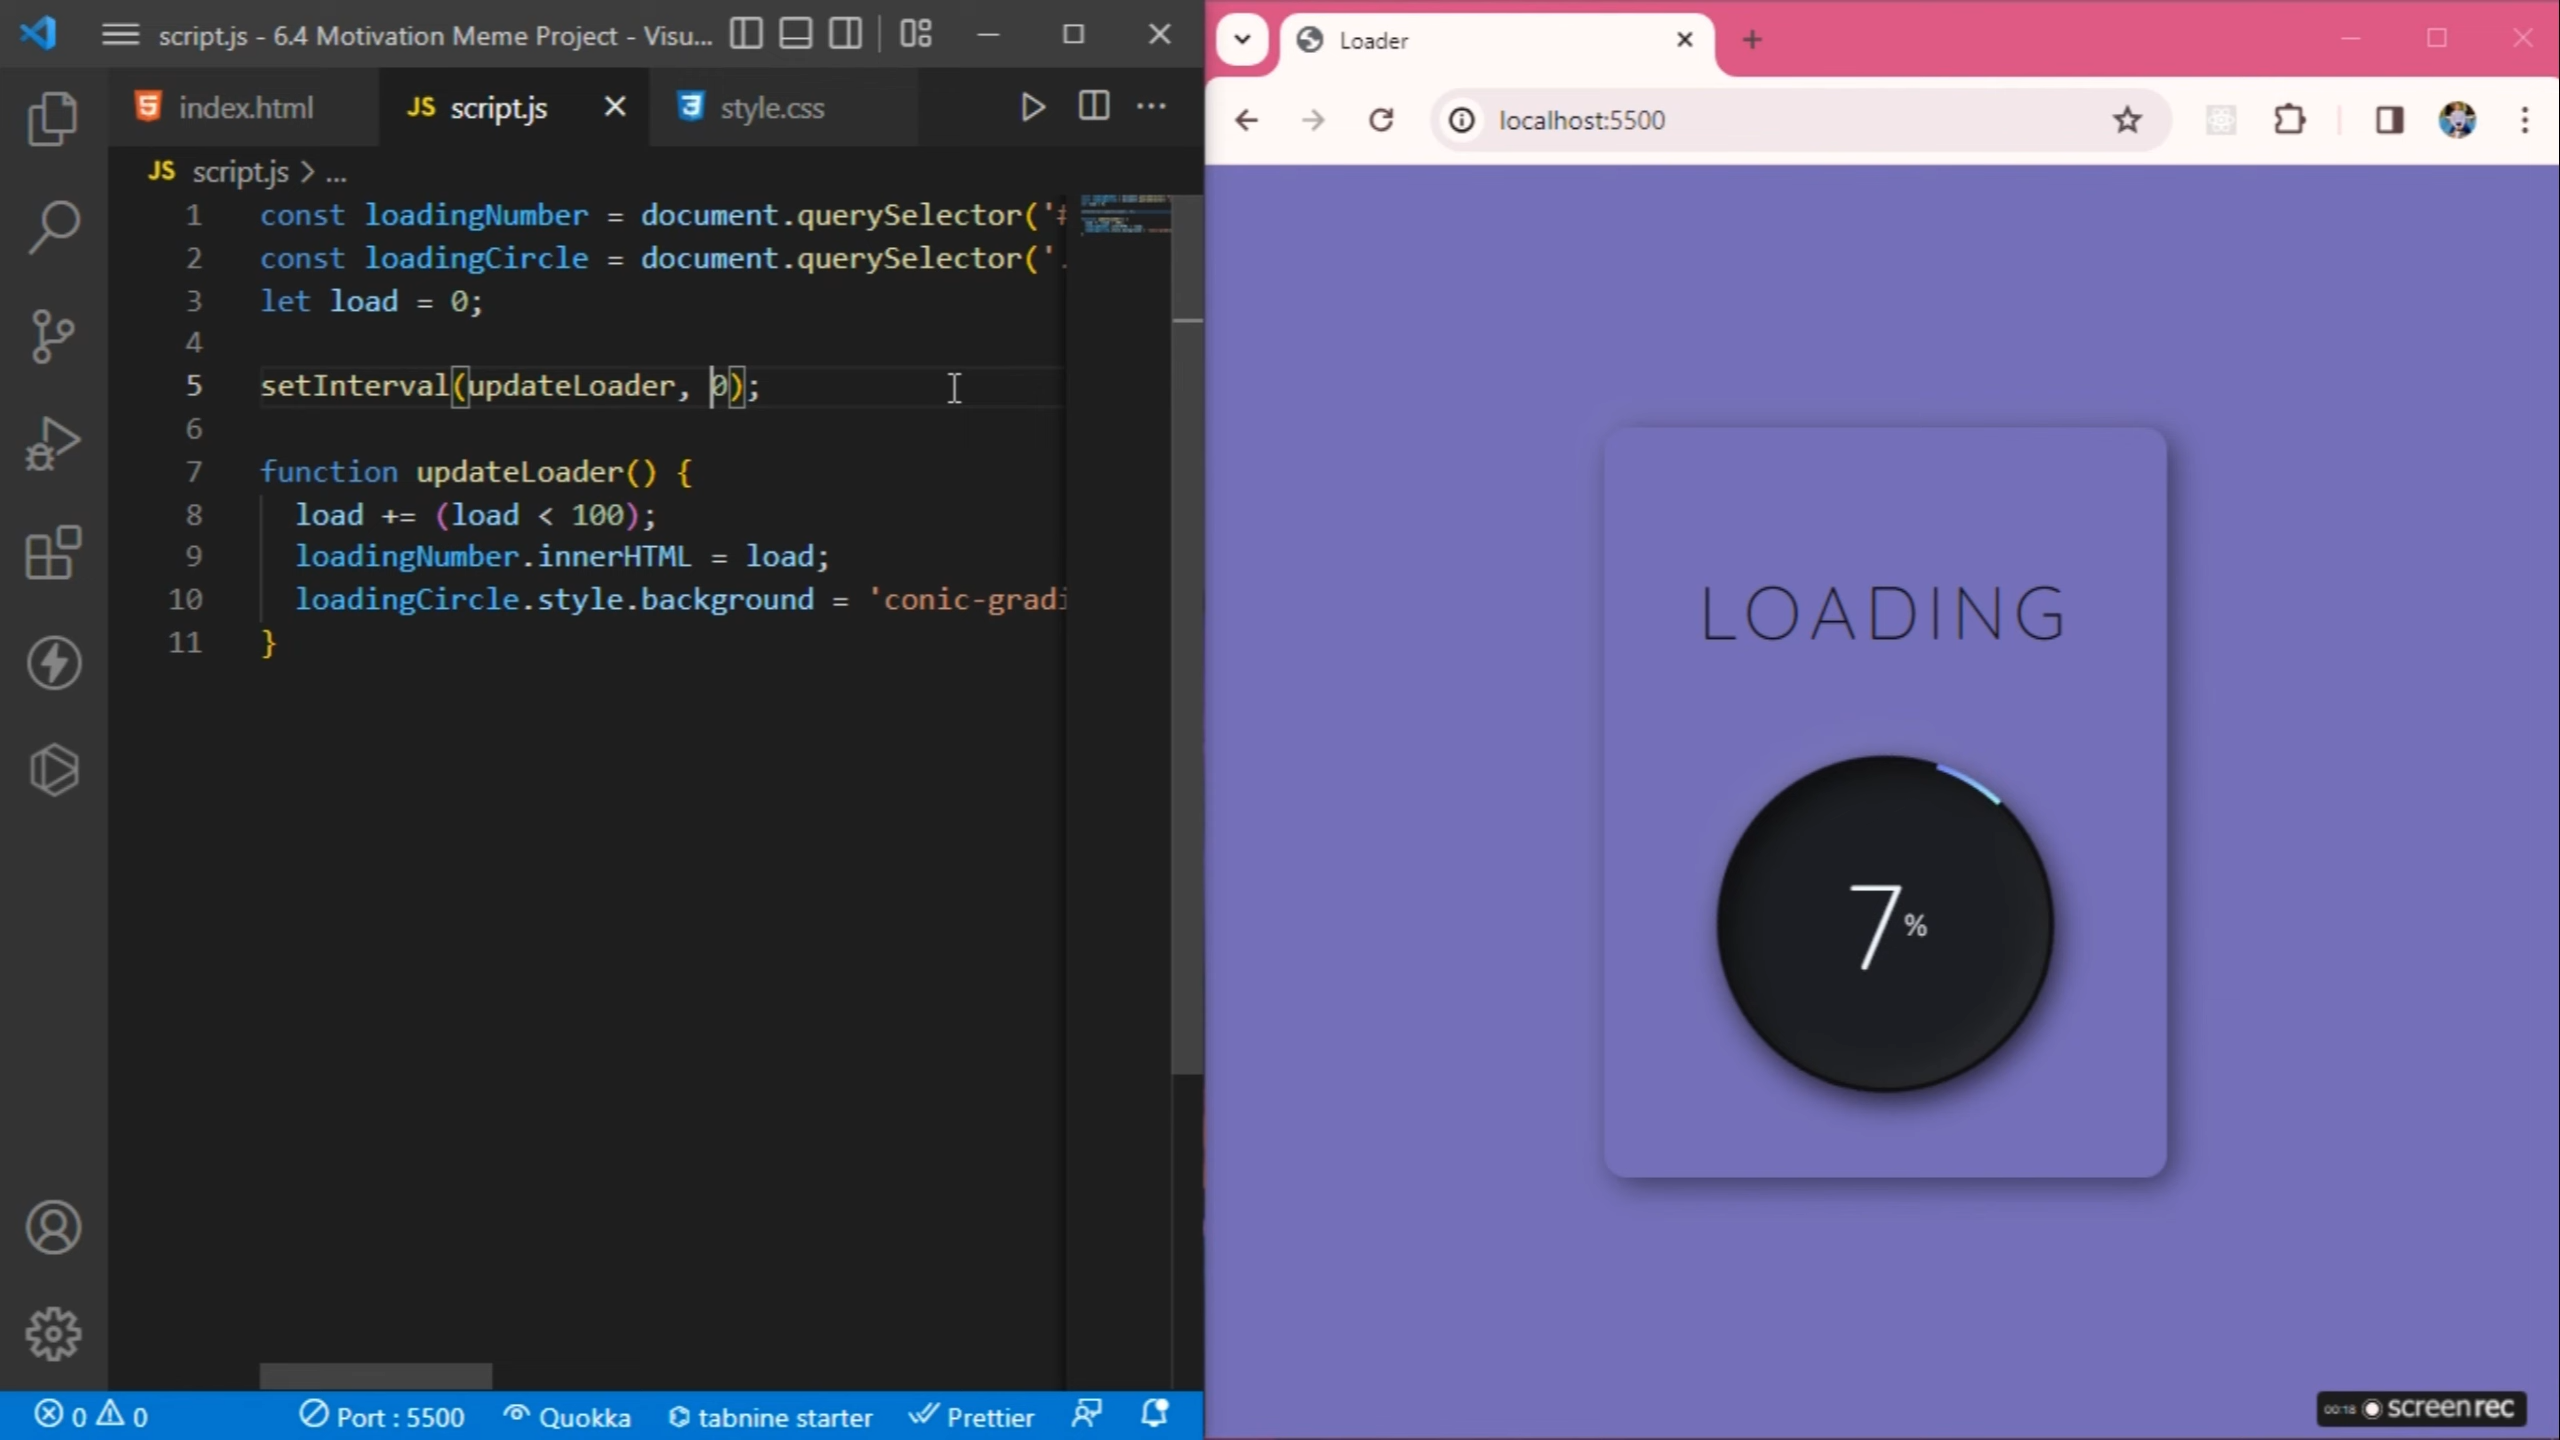 script.js - 6.4 Motivation Meme Project - Visu...
index.html
JS script.js
style.css
JS script.js > ...
1 const loadingNumber = document.querySelector('#
2 const loadingCircle = document.querySelector('.
3 let load = 0;
4
5 setInterval(updateLoader, 0);
6
7 function updateLoader() {
8 load += (load < 100);
9 loadingNumber.innerHTML = load;
10 loadingCircle.style.background = 'conic-gradi
11 }
0 0
Port : 5500
Quokka
tabnine starter
Prettier
Loader
localhost:5500
LOADING
7%
00:18 screenrec